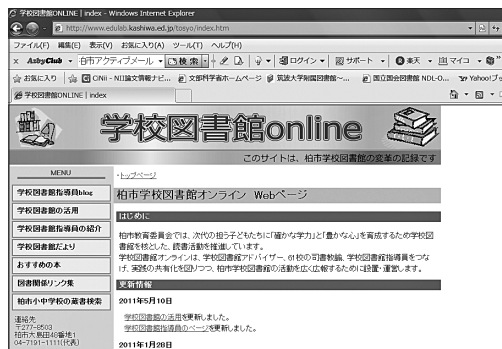 学校図書館ONLINE | index - Windows Internet Explorer
http://www.edulab.kashiwa.ed.jp/tosyo/index.htm
ファイル(F) 編集(E) 表示(V) お気に入り(A) ツール(T) ヘルプ(H)
x AsbyClub 柏市アクティブメール 検索 ログイン サポート 楽天 マイコ
お気に入り ONii - NII論文情報ナビ... 文部科学省ホームページ 筑波大学附属図書館~... 国立国会図書館 NDL-O... Yahoo!ブッ
学校図書館ONLINE | index
学校図書館online
このサイトは、柏市学校図書館の変革の記録です
MENU
学校図書館指導員blog
学校図書館の活用
学校図書館指導員の紹介
学校図書館だより
おすすめの本
図書関係リンク集
柏市小中学校の蔵書検索
連絡先
〒277-8503
柏市大島田48番地1
04-7191-1111(代表)
・トップページ
柏市学校図書館オンライン Webページ
はじめに
柏市教育委員会では、次代の担う子どもたちに「確かな学力」と「豊かな心」を育成するため学校図
書館を核とした、読書活動を推進しています。
学校図書館オンラインは、学校図書館アドバイザー、61校の司書教諭、学校図書館指導員をつな
げ、実践の共有化を図りつつ、柏市学校図書館の活動を広く広報するために設置・運営します。
更新情報
2011年5月10日
学校図書館の活用を更新しました。
学校図書館指導員のページを更新しました。
2011年1月28日